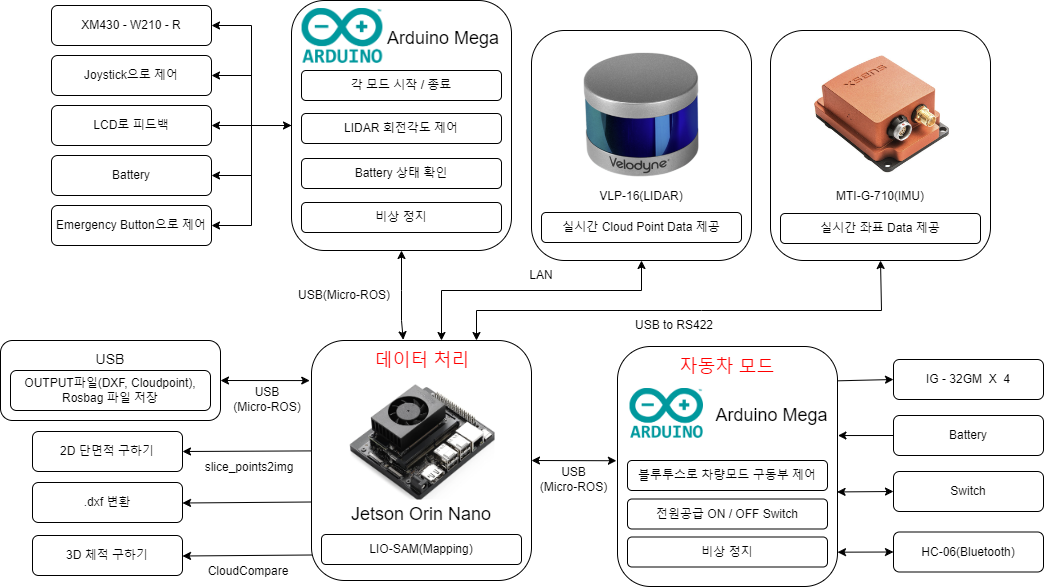 XM430 - W210 - R
Joystick으로 제어
LCD로 피드백
Battery
Emergency Button으로 제어
ARDUINO
Arduino Mega
각 모드 시작 / 종료
LIDAR 회전각도 제어
Battery 상태 확인
비상 정지
Velodyne
VLP-16(LIDAR)
실시간 Cloud Point Data 제공
MTI-G-710(IMU)
실시간 좌표 Data 제공
USB(Micro-ROS)
LAN
USB to RS422
USB
OUTPUT파일(DXF, Cloudpoint),
Rosbag 파일 저장
USB
(Micro-ROS)
2D 단면적 구하기
slice_points2img
.dxf 변환
3D 체적 구하기
CloudCompare
데이터 처리
Jetson Orin Nano
LIO-SAM(Mapping)
USB
(Micro-ROS)
자동차 모드
ARDUINO
Arduino Mega
블루투스로 차량모드 구동부 제어
전원공급 ON / OFF Switch
비상 정지
IG - 32GM X 4
Battery
Switch
HC-06(Bluetooth)